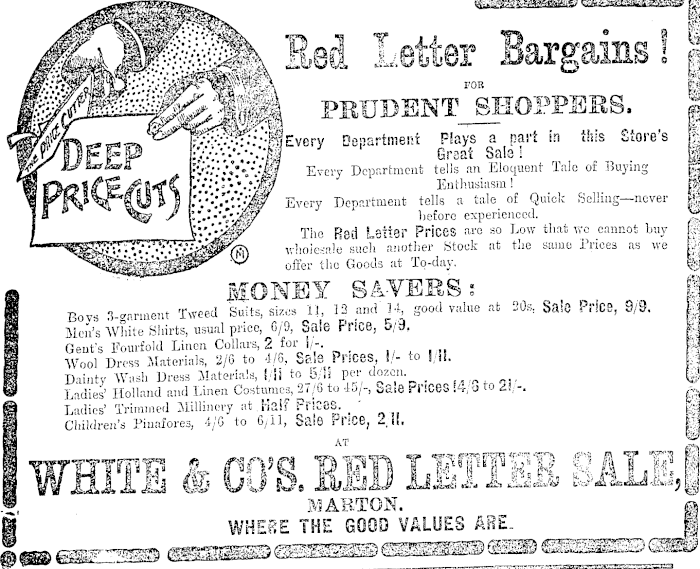 THE PRICE CUTTER
DEEP
PRICE CUTS
Red Letter Bargains!
FOR
PRUDENT SHOPPERS.
Every Department Plays a part in this Store's
Great Sale!
Every Department tells an Eloquent Tale of Buying
Enthusiasm!
Every Department tells a tale of Quick Selling—never
before experienced.
The Red Letter Prices are so Low that we cannot buy
wholesale such another Stock at the same Prices as we
offer the Goods at To-day.
MONEY SAVERS:
Boys 3-garment Tweed Suits, sizes 11, 12 and 14, good value at 20s, Sale Price, 9/9.
Men's White Shirts, usual price, 6/9, Sale Price, 5/9.
Gent's Fourfold Linen Collars, 2 for 1/-.
Wool Dress Materials, 2/6 to 4/6, Sale Prices, 1/- to 1/11.
Dainty Wash Dress Materials, 1/11 to 5/11 per dozen.
Ladies' Holland and Linen Costumes, 27/6 to 45/-, Sale Prices 14/6 to 21/-.
Ladies' Trimmed Millinery at Half Prices.
Children's Pinafores, 4/6 to 6/11, Sale Price, 2,11.
AT
WHITE & CO'S. RED LETTER SALE,
MARTON.
WHERE THE GOOD VALUES ARE.